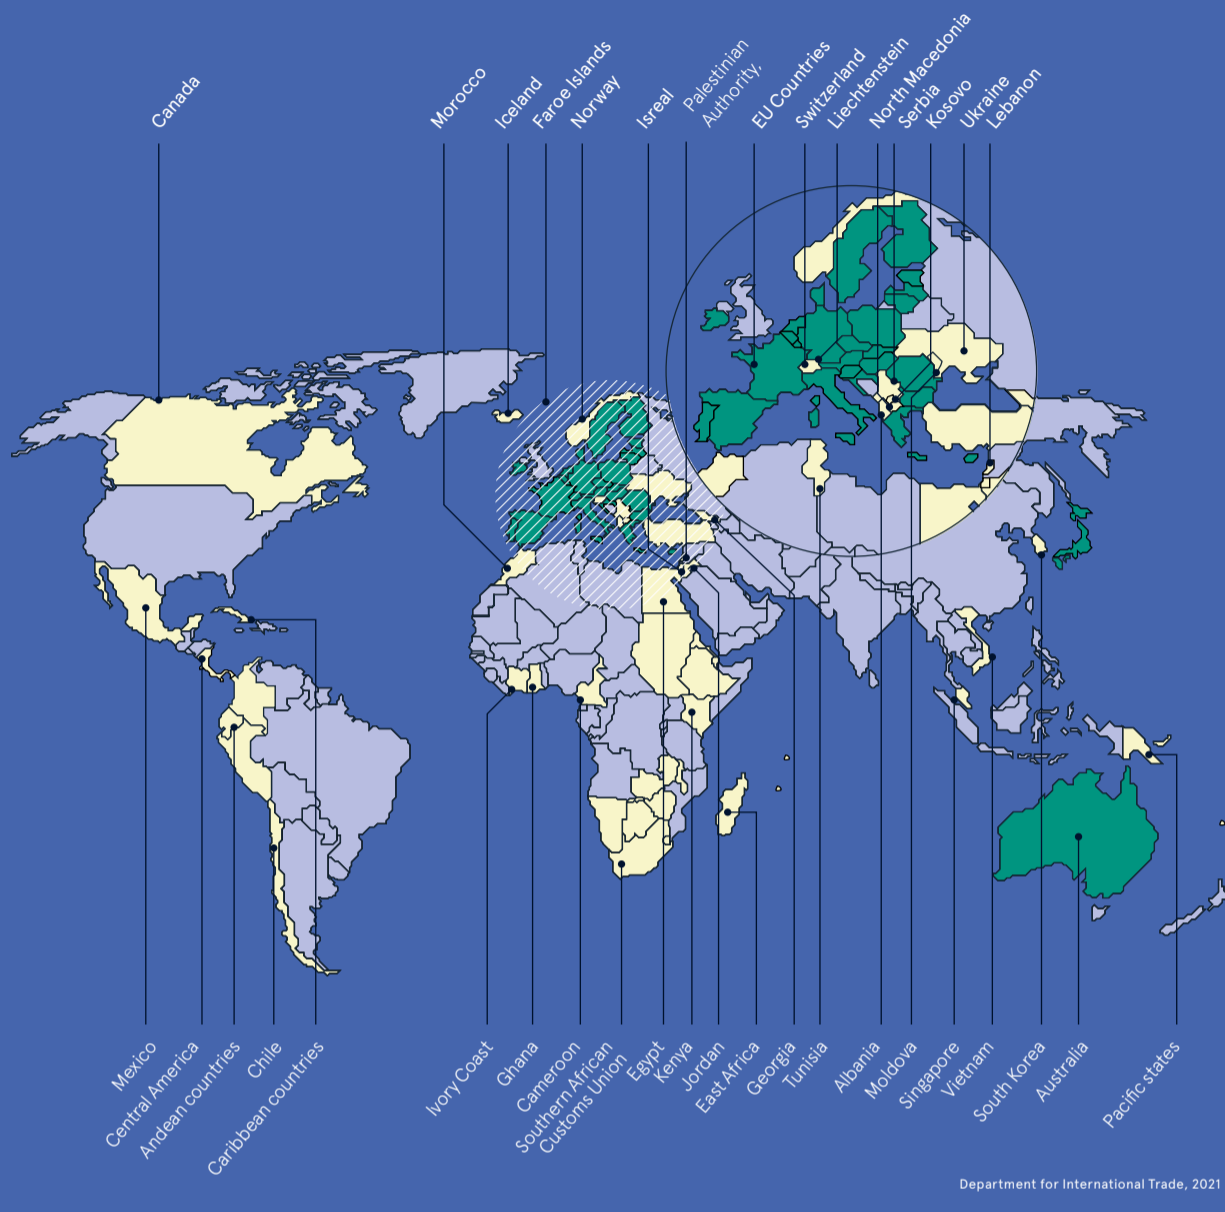 Canada
Morocco
Iceland
Faroe Islands
Norway
Isreal
Palestinian
Authority,
EU Countries
Switzerland
Liechtenstein
North Macedonia
Serbia
Kosovo
Ukraine
Lebanon
Mexico
Central America
Andean countries
Chile
Caribbean countries
Ivory Coast
Ghana
Cameroon
Southern African
Customs Union
Egypt
Kenya
Jordan
East Africa
Georgia
Tunisia
Albania
Moldova
Singapore
Vietnam
South Korea
Australia
Pacific states
Department for International Trade, 2021